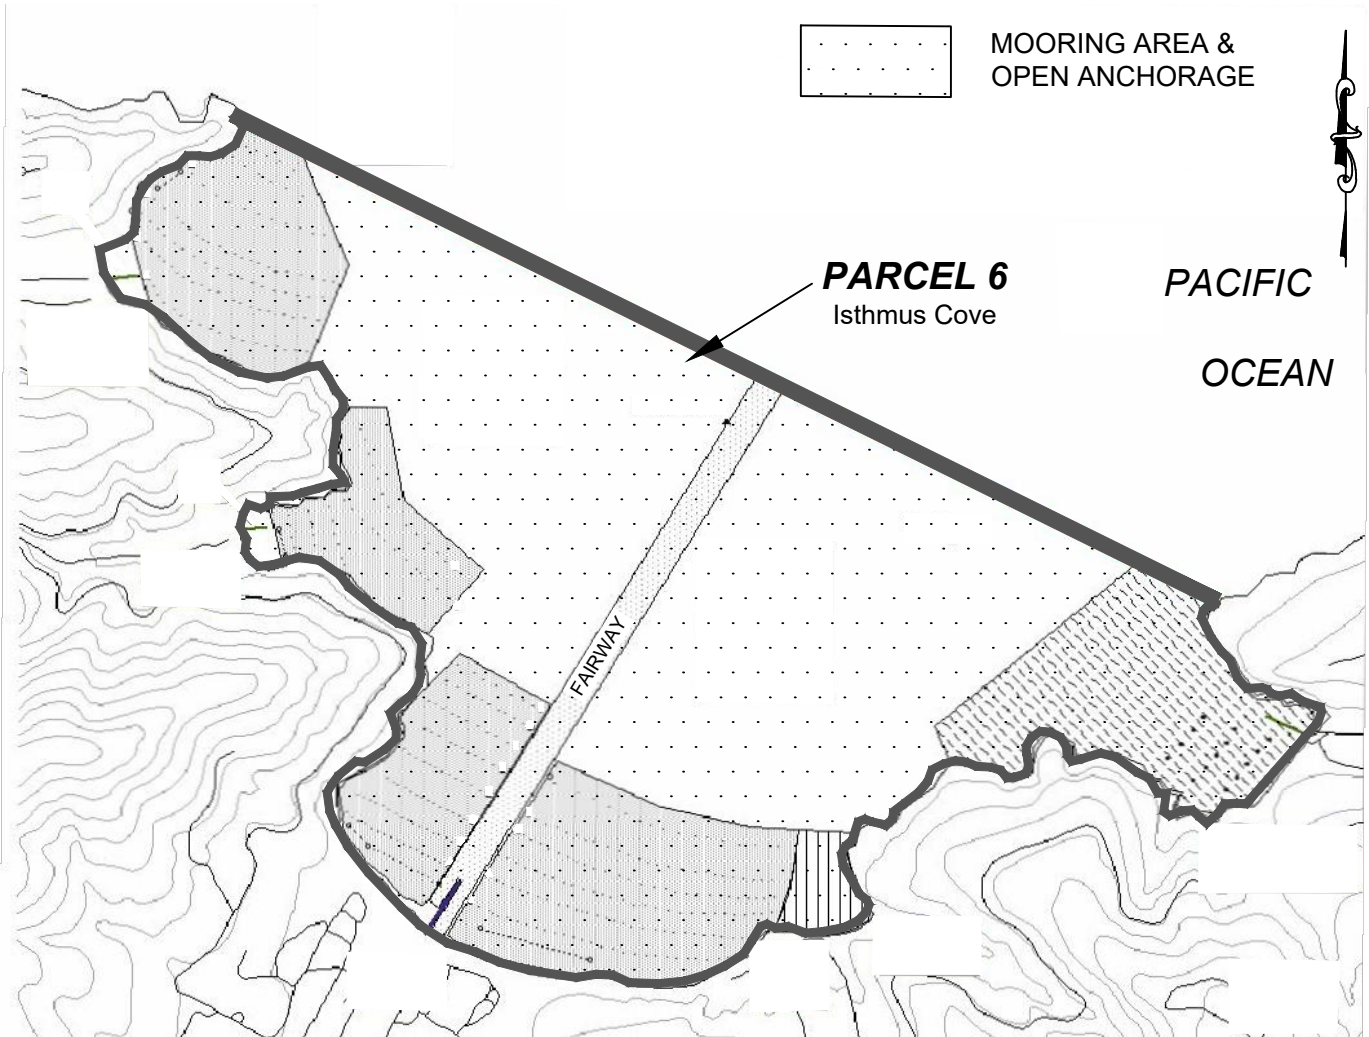 MOORING AREA &
OPEN ANCHORAGE
PARCEL 6
Isthmus Cove
PACIFIC
OCEAN
FAIRWAY